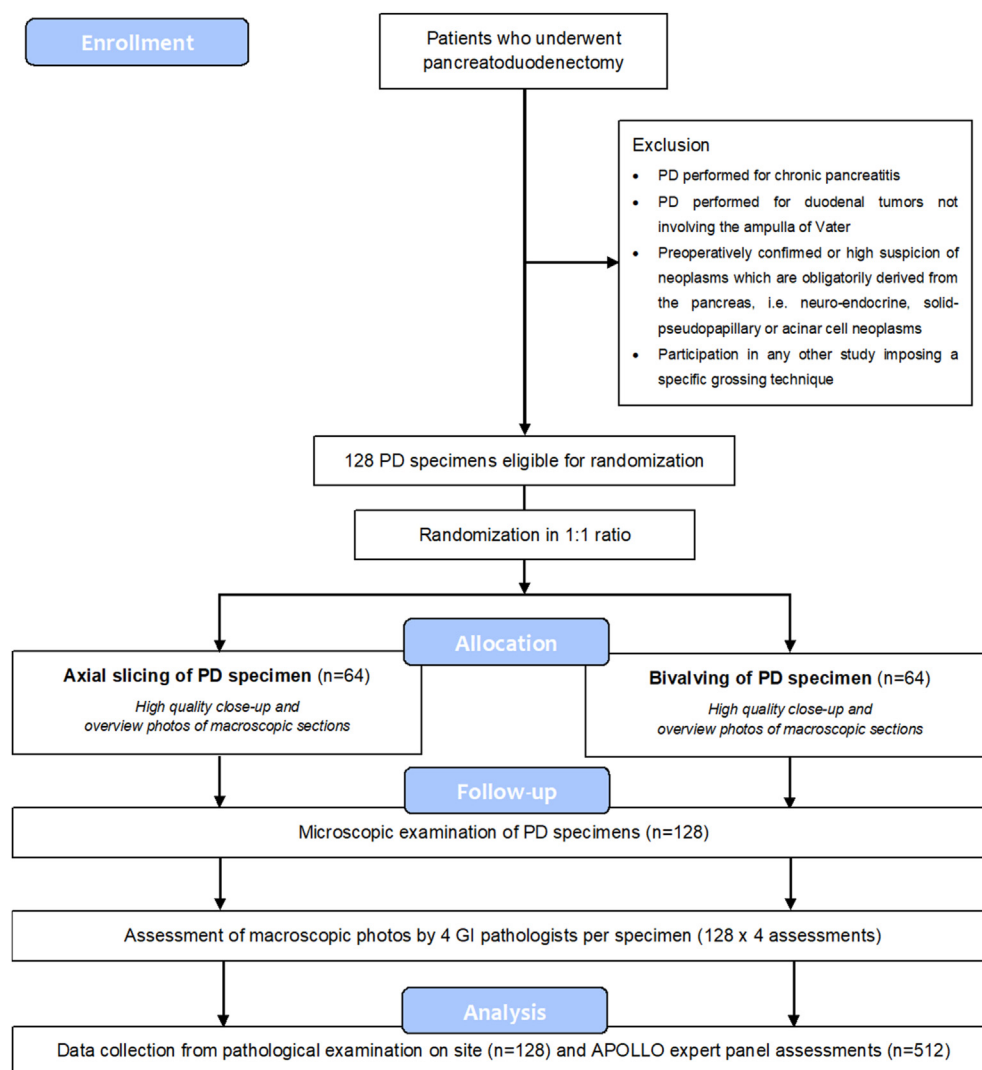 Enrollment
Patients who underwent
pancreatoduodenectomy
Exclusion
• PD performed for chronic pancreatitis
• PD performed for duodenal tumors not
involving the ampulla of Vater
• Preoperatively confirmed or high suspicion of
neoplasms which are obligatorily derived from
the pancreas, i.e. neuro-endocrine, solid-
pseudopapillary or acinar cell neoplasms
• Participation in any other study imposing a
specific grossing technique
128 PD specimens eligible for randomization
Randomization in 1:1 ratio
Allocation
Axial slicing of PD specimen (n=64)
High quality close-up and
overview photos of macroscopic sections
Bivalving of PD specimen (n=64)
High quality close-up and
overview photos of macroscopic sections
Follow-up
Microscopic examination of PD specimens (n=128)
Assessment of macroscopic photos by 4 GI pathologists per specimen (128 x 4 assessments)
Analysis
Data collection from pathological examination on site (n=128) and APOLLO expert panel assessments (n=512)